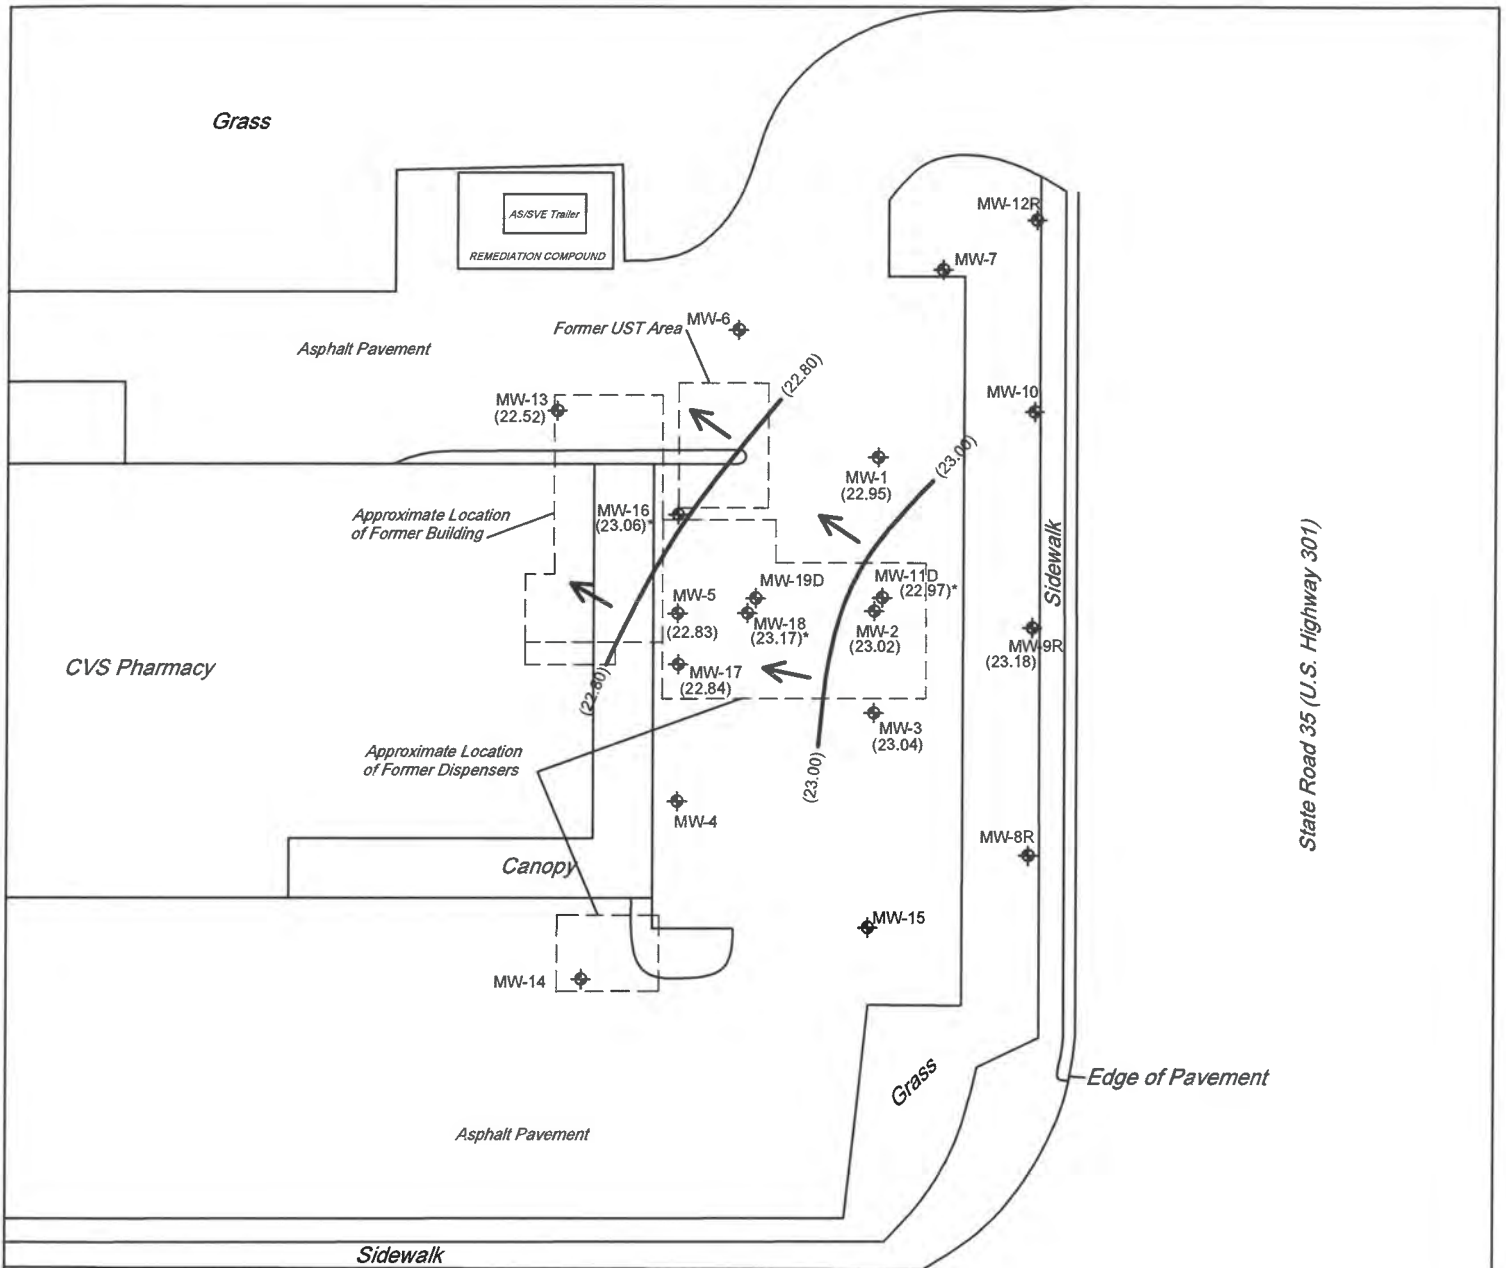 Grass
AS/SVE Trailer
REMEDIATION COMPOUND
MW-12R
MW-7
Former UST Area
MW-6
Asphalt Pavement
(22.80)
MW-13
(22.52)
MW-10
(23.00)
MW-1
(22.95)
MW-16
(23.06)*
Approximate Location
of Former Building
Sidewalk
State Road 35 (U.S. Highway 301)
MW-19D
MW-11D
(22.97)*
MW-5
(22.83)
MW-18
(23.17)*
MW-2
(23.02)
MW-9R
(23.18)
CVS Pharmacy
MW-17
(22.84)
(22.80)
MW-3
(23.04)
Approximate Location
of Former Dispensers
(23.00)
MW-4
MW-8R
Canopy
MW-15
MW-14
Grass
Edge of Pavement
Asphalt Pavement
Sidewalk